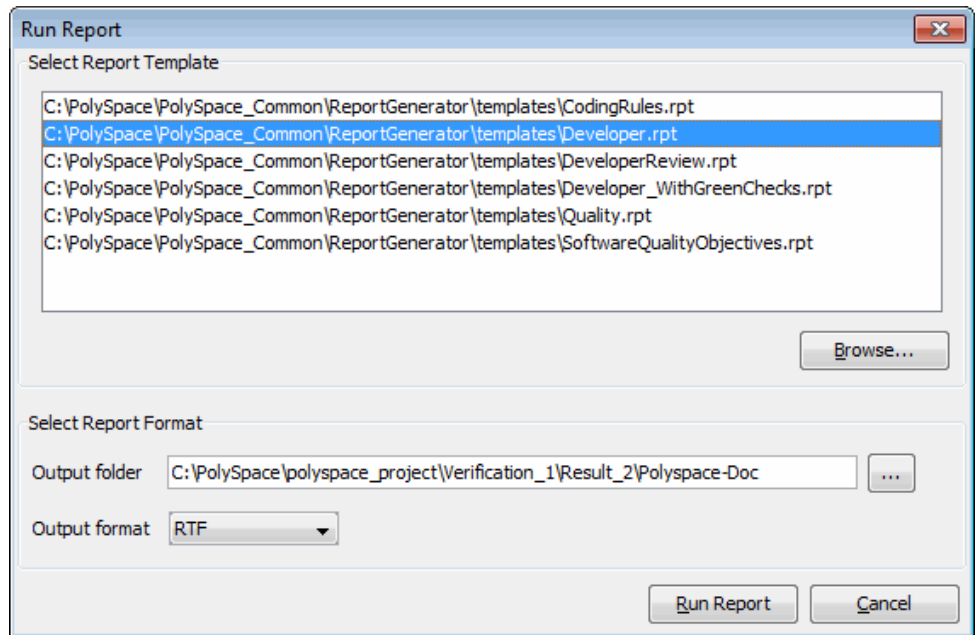 Run Report
Select Report Template
C:\PolySpace\PolySpace_Common\ReportGenerator\templates\CodingRules.rpt
C:\PolySpace\PolySpace_Common\ReportGenerator\templates\Developer.rpt
C:\PolySpace\PolySpace_Common\ReportGenerator\templates\DeveloperReview.rpt
C:\PolySpace\PolySpace_Common\ReportGenerator\templates\Developer_WithGreenChecks.rpt
C:\PolySpace\PolySpace_Common\ReportGenerator\templates\Quality.rpt
C:\PolySpace\PolySpace_Common\ReportGenerator\templates\SoftwareQualityObjectives.rpt
Browse...
Select Report Format
Output folder C:\PolySpace\polyspace_project\Verification_1\Result_2\Polyspace-Doc ...
Output format RTF
Run Report Cancel